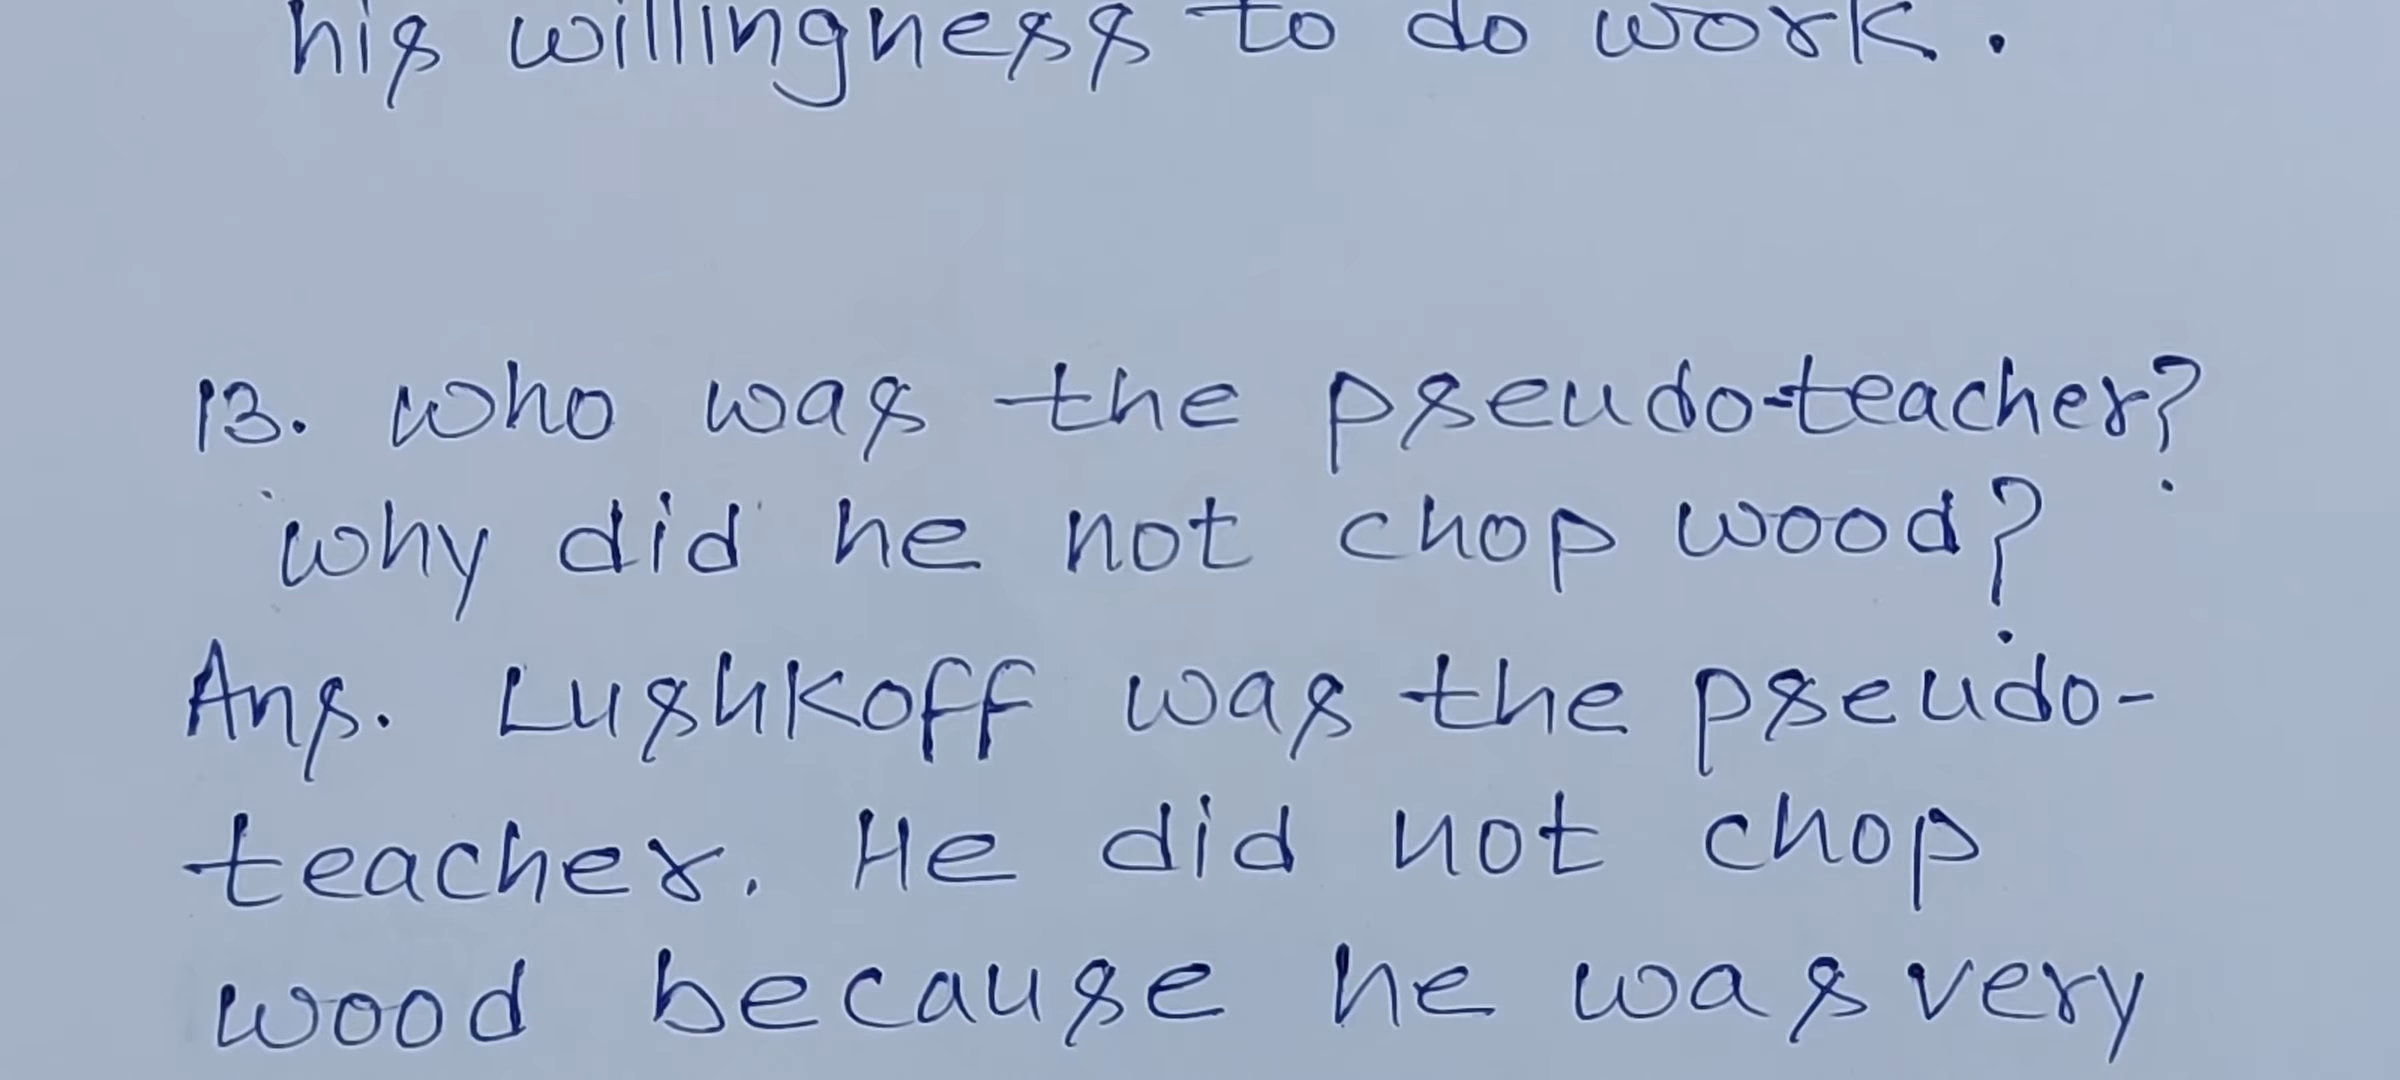 his willingness to do work.
13. Who was the pseudo-teacher?
Why did he not chop wood?
Ans. Lushkoff was the pseudo-
teacher. He did not chop
wood because he was very